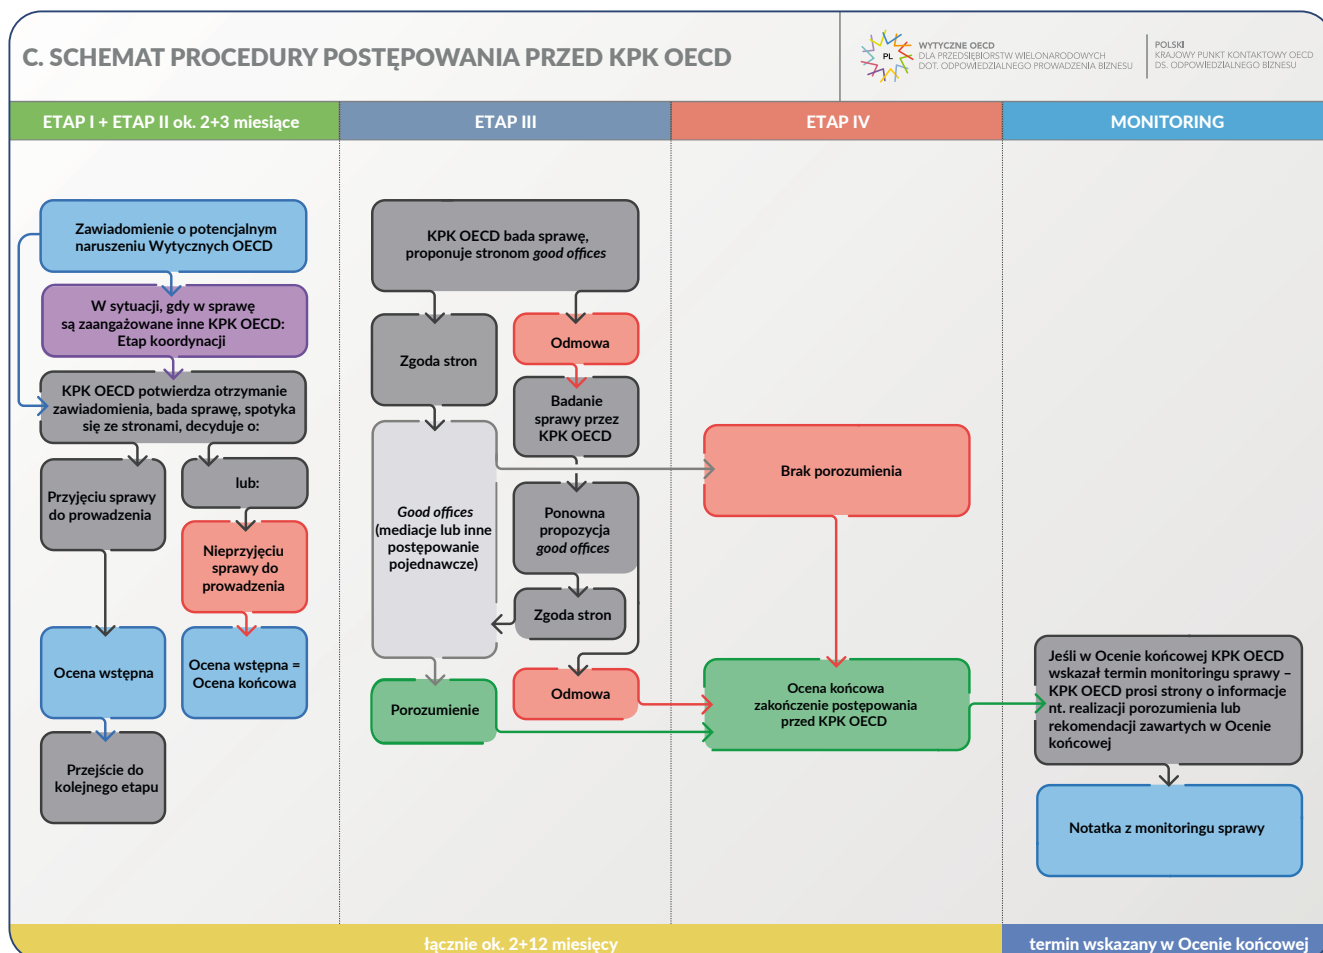 C. SCHEMAT PROCEDURY POSTĘPOWANIA PRZED KPK OECD
PL
WYTYCZNE OECD
DLA PRZEDSIĘBIORSTW WIELONARODOWYCH
DOT. ODPOWIEDZIALNEGO PROWADZENIA BIZNESU
POLSKI
KRAJOWY PUNKT KONTAKTOWY OECD
DS. ODPOWIEDZIALNEGO BIZNESU
ETAP I + ETAP II ok. 2+3 miesiące
ETAP III
ETAP IV
MONITORING
Zawiadomienie o potencjalnym
naruszeniu Wytycznych OECD
W sytuacji, gdy w sprawę
są zaangażowane inne KPK OECD:
Etap koordynacji
KPK OECD potwierdza otrzymanie
zawiadomienia, bada sprawę, spotyka
się ze stronami, decyduje o:
Przyjęciu sprawy
do prowadzenia
lub:
Nieprzyjęciu
sprawy do
prowadzenia
Ocena wstępna
Ocena wstępna =
Ocena końcowa
Przejście do
kolejnego etapu
KPK OECD bada sprawę,
proponuje stronom good offices
Zgoda stron
Odmowa
Badanie
sprawy przez
KPK OECD
Good offices
(mediacje lub inne
postępowanie
pojednawcze)
Ponowna
propozycja
good offices
Zgoda stron
Porozumienie
Odmowa
Brak porozumienia
Ocena końcowa
zakończenie postępowania
przed KPK OECD
Jeśli w Ocenie końcowej KPK OECD
wskazał termin monitoringu sprawy –
KPK OECD prosi strony o informacje
nt. realizacji porozumienia lub
rekomendacji zawartych w Ocenie
końcowej
Notatka z monitoringu sprawy
łącznie ok. 2+12 miesięcy
termin wskazany w Ocenie końcowej